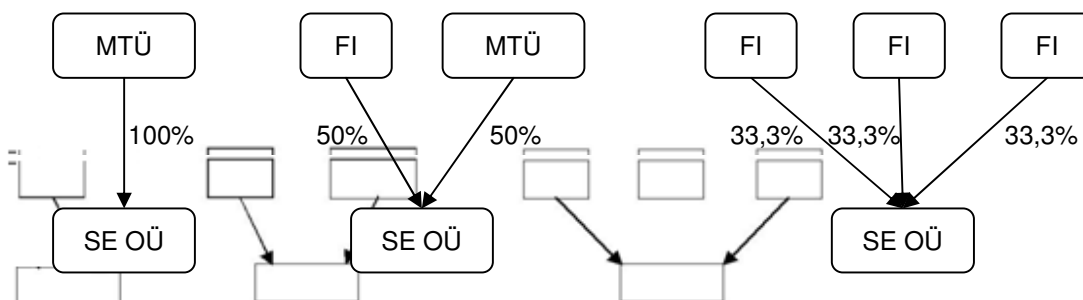 MTÜ FI MTÜ FI FI FI
100% 50% 50% 33,3% 33,3% 33,3%
SE OÜ SE OÜ SE OÜ